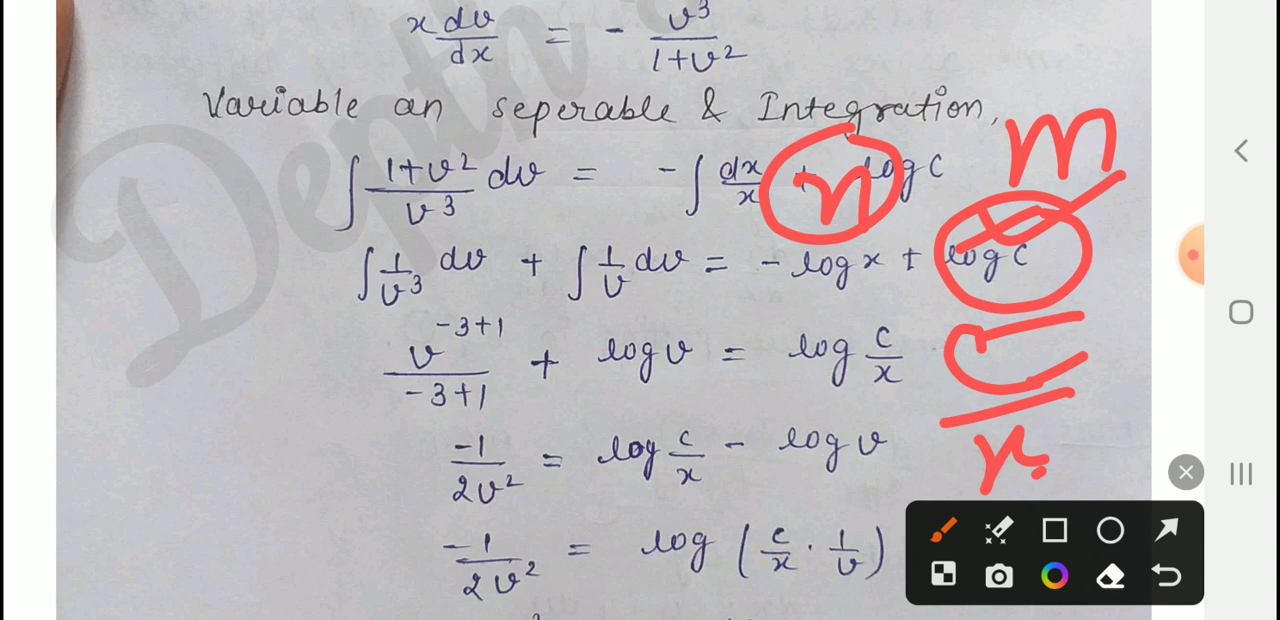 x dv/dx = - v³/1+v²
Variable an seperable & Integration,
∫ 1+v²/v³ dv = - ∫ dx/x + log c
∫ 1/v³ dv + ∫ 1/v dv = - log x + log c
v^-3+1/-3+1 + log v = log c/x
-1/2v² = log c/x - log v
-1/2v² = log (c/x · 1/v)